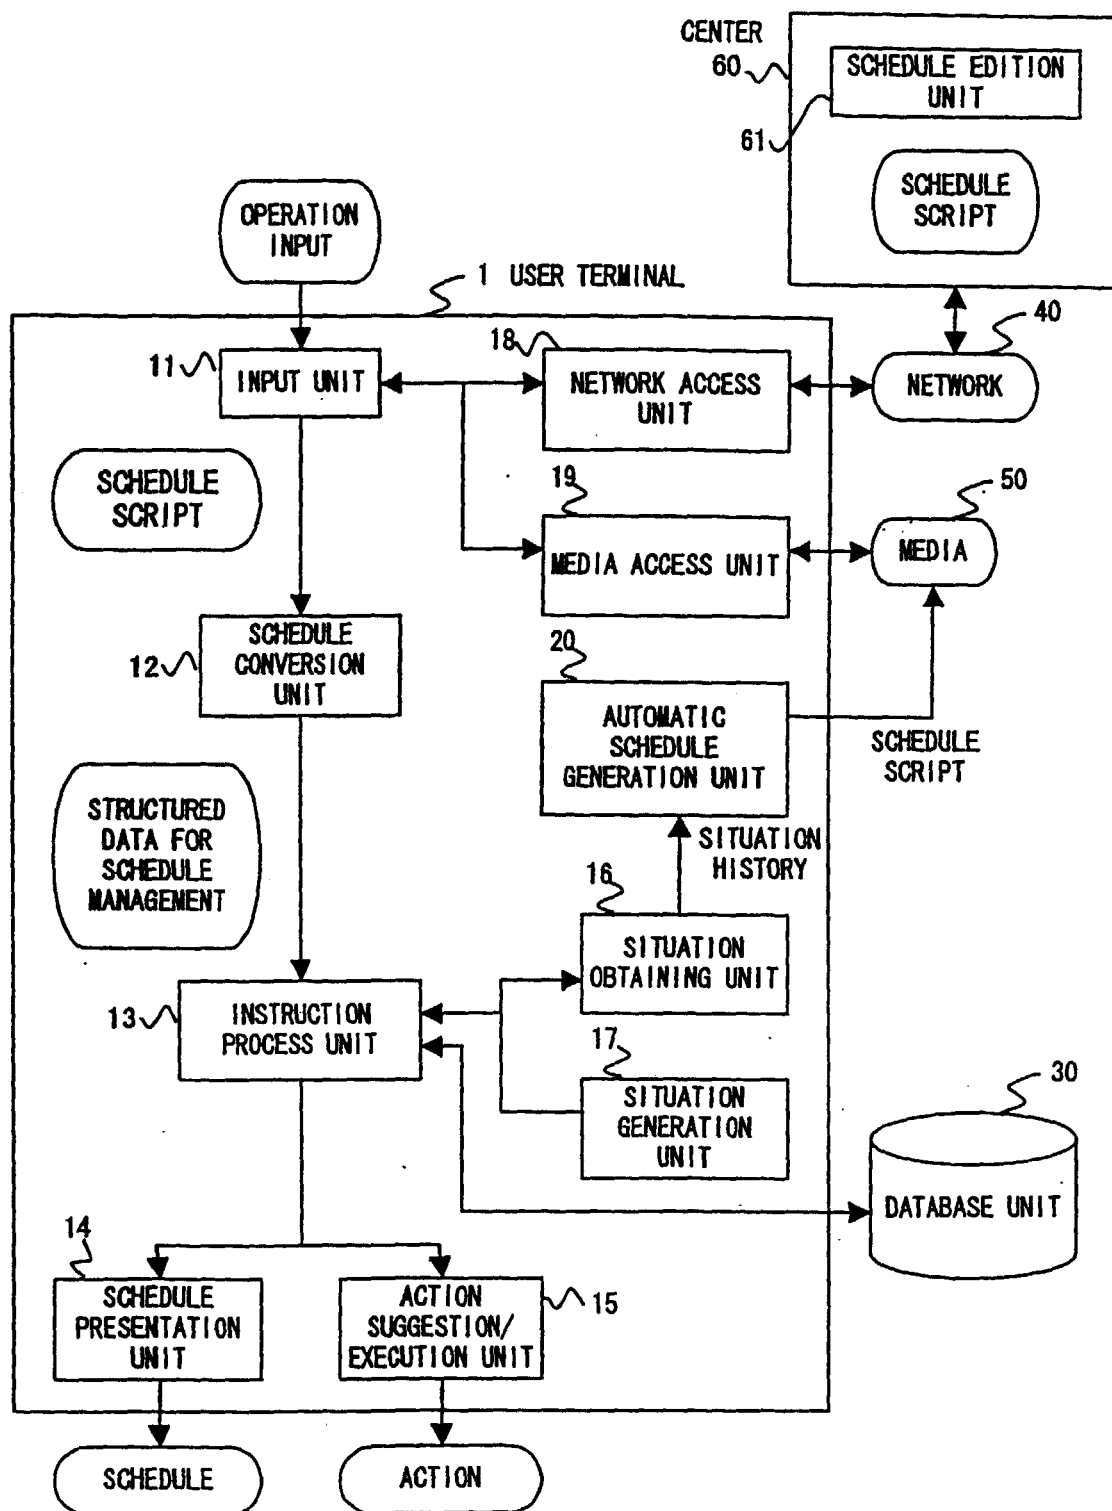 CENTER
60
SCHEDULE EDITION
UNIT
61
SCHEDULE
SCRIPT
OPERATION
INPUT
1 USER TERMINAL
11
INPUT UNIT
18
NETWORK ACCESS
UNIT
40
NETWORK
SCHEDULE
SCRIPT
19
MEDIA ACCESS UNIT
50
MEDIA
12
SCHEDULE
CONVERSION
UNIT
20
AUTOMATIC
SCHEDULE
GENERATION UNIT
SCHEDULE
SCRIPT
STRUCTURED
DATA FOR
SCHEDULE
MANAGEMENT
SITUATION
HISTORY
16
SITUATION
OBTAINING UNIT
13
INSTRUCTION
PROCESS UNIT
17
SITUATION
GENERATION
UNIT
30
DATABASE UNIT
14
SCHEDULE
PRESENTATION
UNIT
ACTION
SUGGESTION/
EXECUTION UNIT
15
SCHEDULE
ACTION